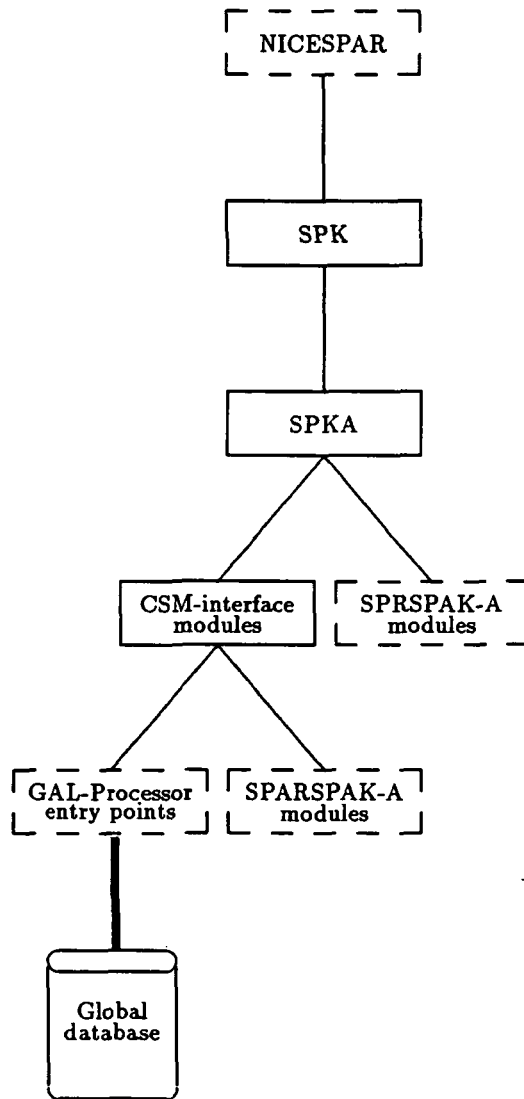 NICESPAR
SPK
SPKA
CSM-interface
modules
SPRSPAK-A
modules
GAL-Processor
entry points
SPARSPAK-A
modules
Global
database